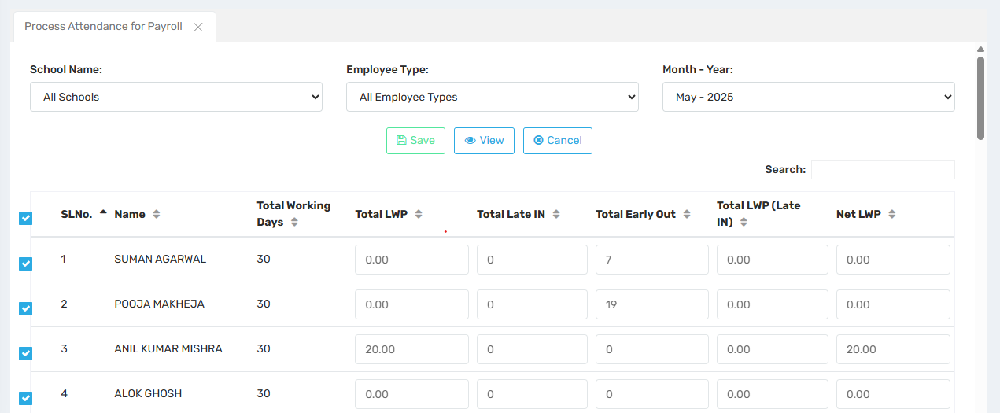 Process Attendance for Payroll
School Name: Employee Type: Month - Year:
All Schools All Employee Types May - 2025
Save View Cancel
Search:
SLNo. Name Total Working Days Total LWP Total Late IN Total Early Out Total LWP (Late IN) Net LWP
1 SUMAN AGARWAL 30 0.00 0 7 0.00 0.00
2 POOJA MAKHEJA 30 0.00 0 19 0.00 0.00
3 ANIL KUMAR MISHRA 30 20.00 0 0 0.00 20.00
4 ALOK GHOSH 30 0.00 0 0 0.00 0.00